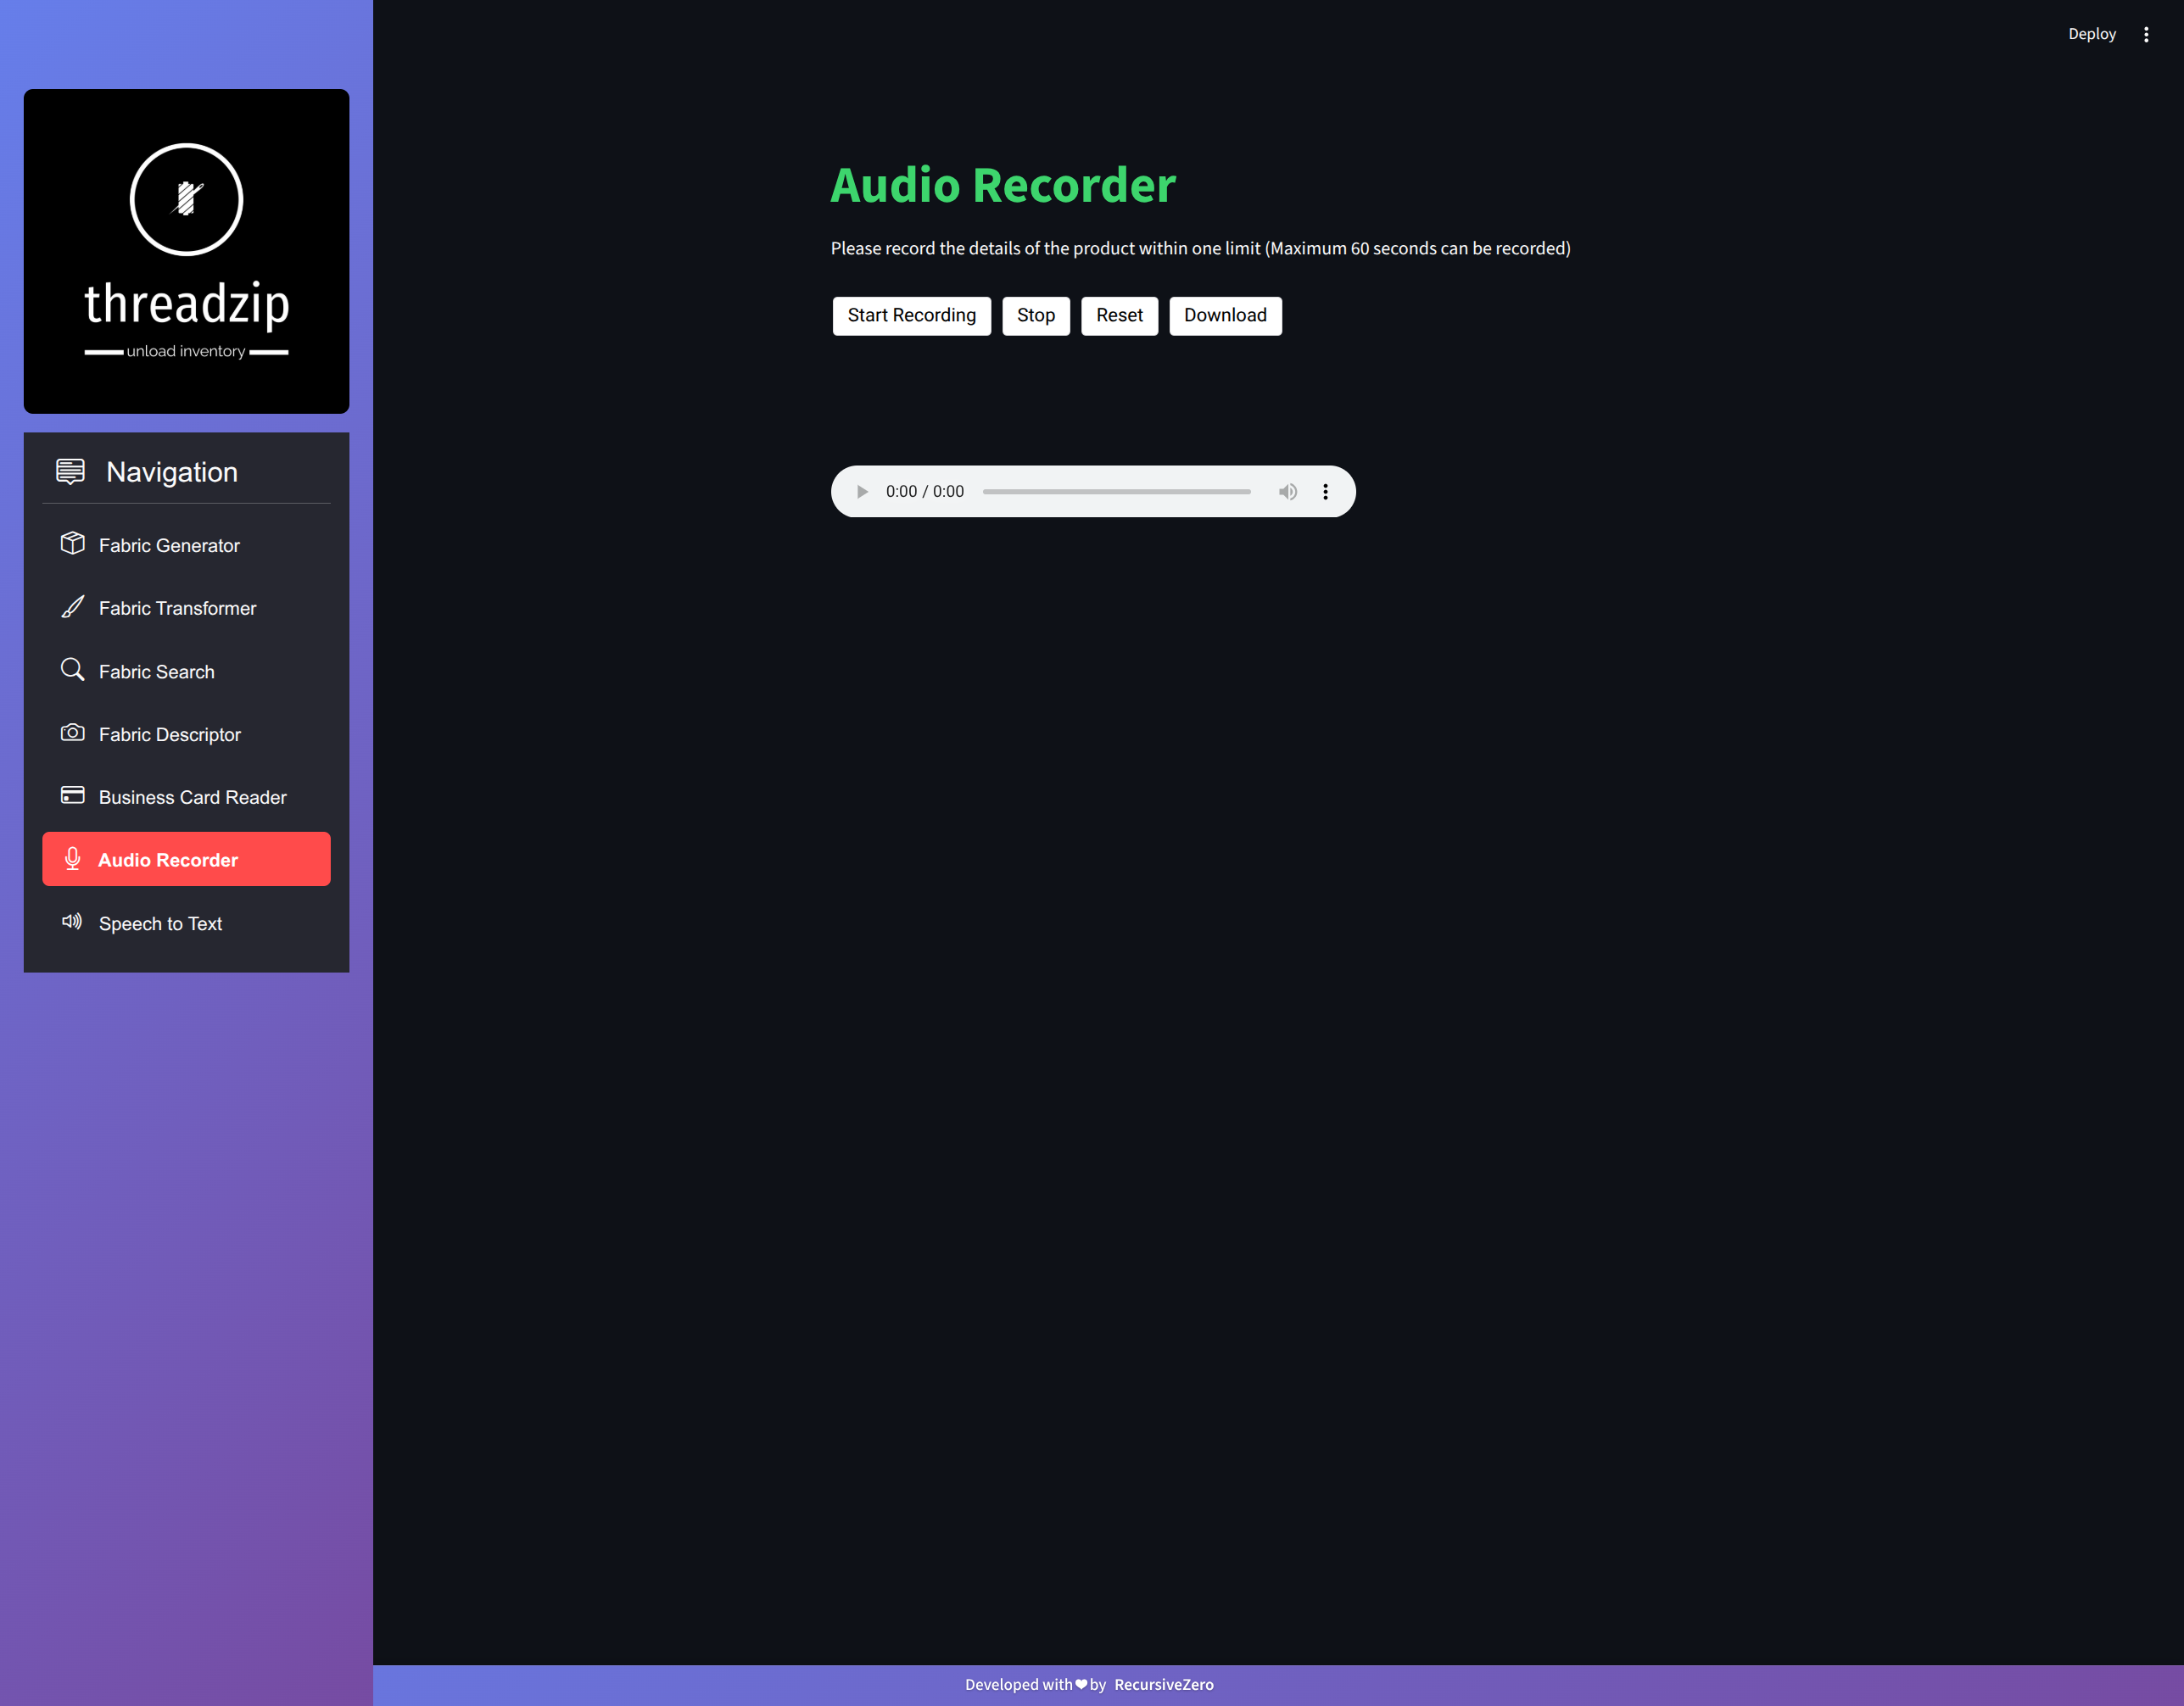 Deploy
threadzip
unload inventory
Navigation
Fabric Generator
Fabric Transformer
Fabric Search
Fabric Descriptor
Business Card Reader
Audio Recorder
Speech to Text
Audio Recorder
Please record the details of the product within one limit (Maximum 60 seconds can be recorded)
Start Recording Stop Reset Download
0:00 / 0:00
Developed with❤by RecursiveZero